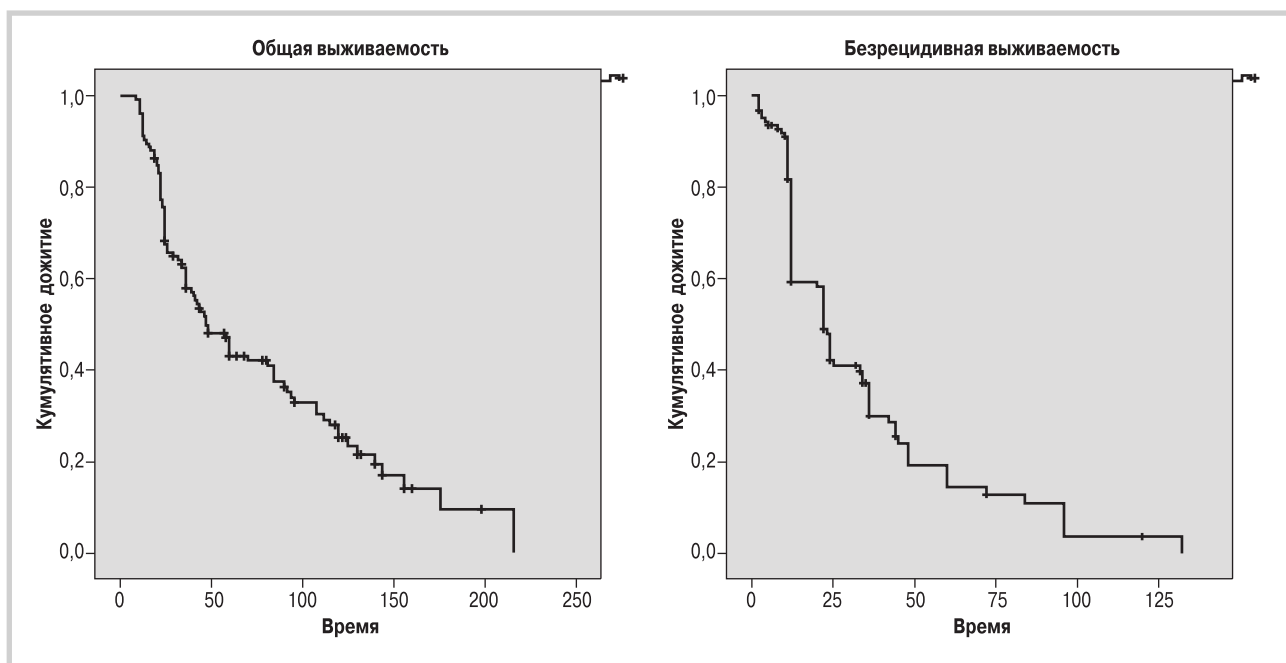 Общая выживаемость
Кумулятивное дожитие
1,0
0,8
0,6
0,4
0,2
0,0
0 50 100 150 200 250
Время
Безрецидивная выживаемость
Кумулятивное дожитие
1,0
0,8
0,6
0,4
0,2
0,0
0 25 50 75 100 125
Время